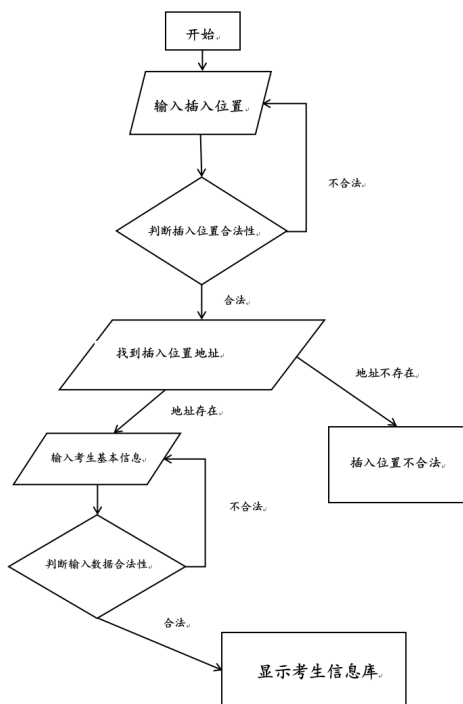 开始
输入插入位置
不合法
判断插入位置合法性
合法
找到插入位置地址
地址不存在
地址存在
输入考生基本信息
插入位置不合法
不合法
判断输入数据合法性
合法
显示考生信息库